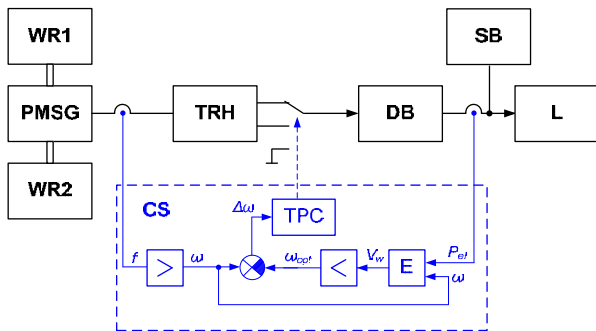 WR1
SB
PMSG
TRH
DB
L
WR2
CS
Δω
TPC
f
>
ω
ω_opt
<
V_w
E
P_el
ω